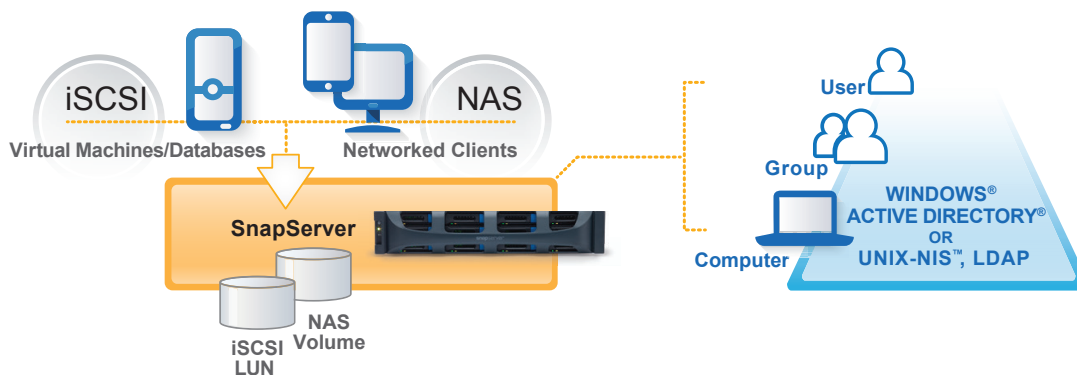 iSCSI
NAS
Virtual Machines/Databases
Networked Clients
SnapServer
NAS
Volume
iSCSI
LUN
User
Group
Computer
WINDOWS®
ACTIVE DIRECTORY®
OR
UNIX-NIS™, LDAP